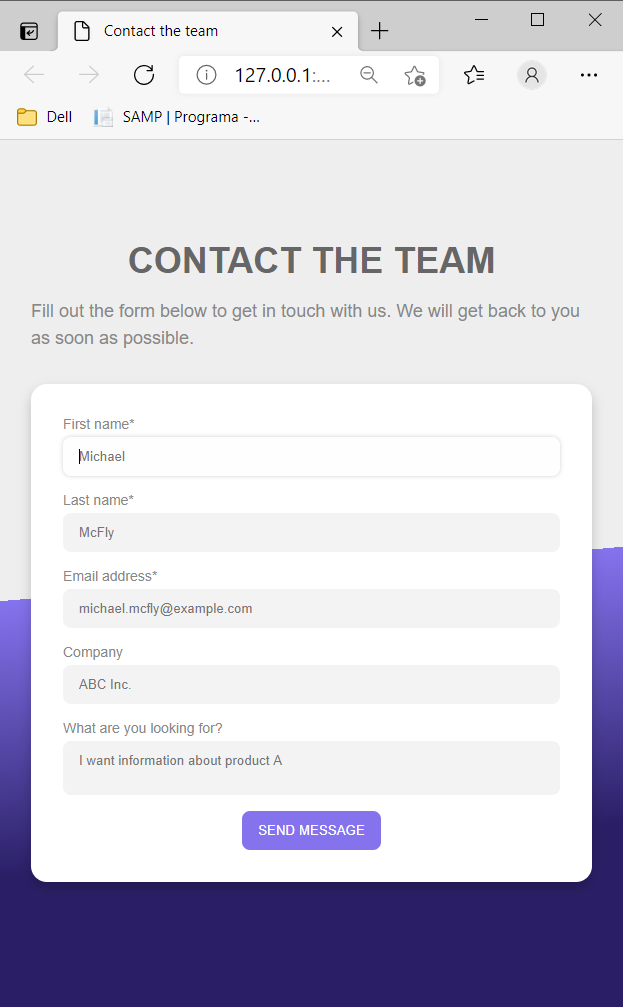 Contact the team
127.0.0.1:...
Dell
SAMP | Programa -...
CONTACT THE TEAM
Fill out the form below to get in touch with us. We will get back to you
as soon as possible.
First name*
Michael
Last name*
McFly
Email address*
michael.mcfly@example.com
Company
ABC Inc.
What are you looking for?
I want information about product A
SEND MESSAGE